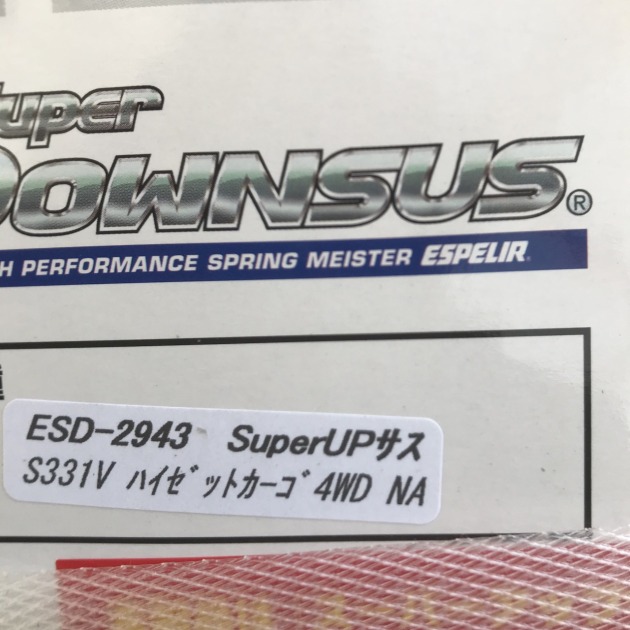 Super
DOWNSUS®
H PERFORMANCE SPRING MEISTER ESPELIR
ESD-2943 SuperUPサス
S331V ﾊｲｾﾞｯﾄｶｰｺﾞ 4WD NA